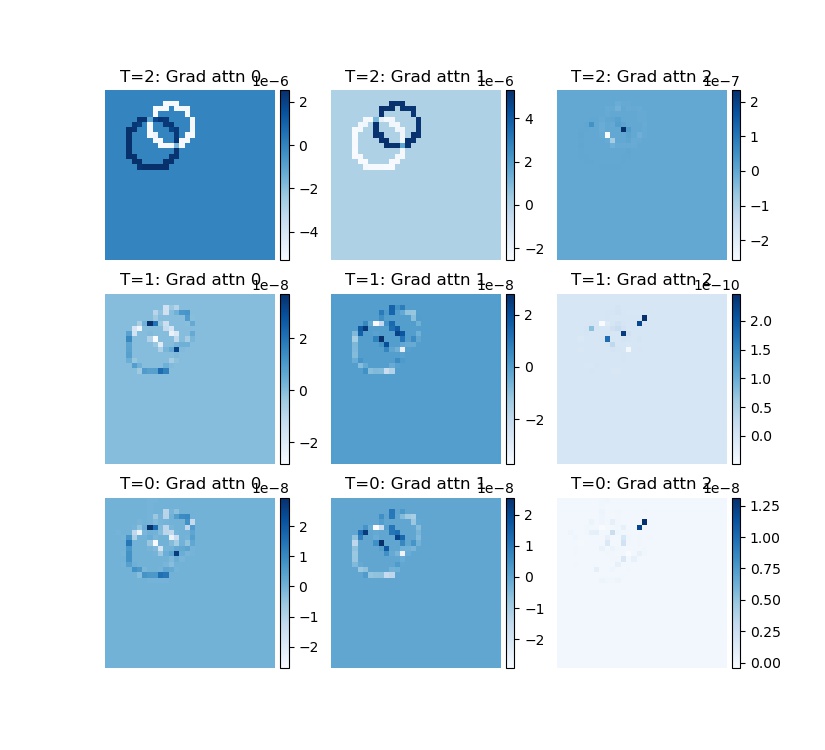 T=2: Grad attn 0
1e−6
2
0
−2
−4
T=2: Grad attn 1
1e−6
4
2
0
−2
T=2: Grad attn 2
1e−7
2
1
0
−1
−2
T=1: Grad attn 0
1e−8
2
0
−2
T=1: Grad attn 1
1e−8
2
0
−2
T=1: Grad attn 2
1e−10
2.0
1.5
1.0
0.5
0.0
T=0: Grad attn 0
1e−8
2
1
0
−1
−2
T=0: Grad attn 1
1e−8
2
1
0
−1
−2
T=0: Grad attn 2
1e−8
1.25
1.00
0.75
0.50
0.25
0.00